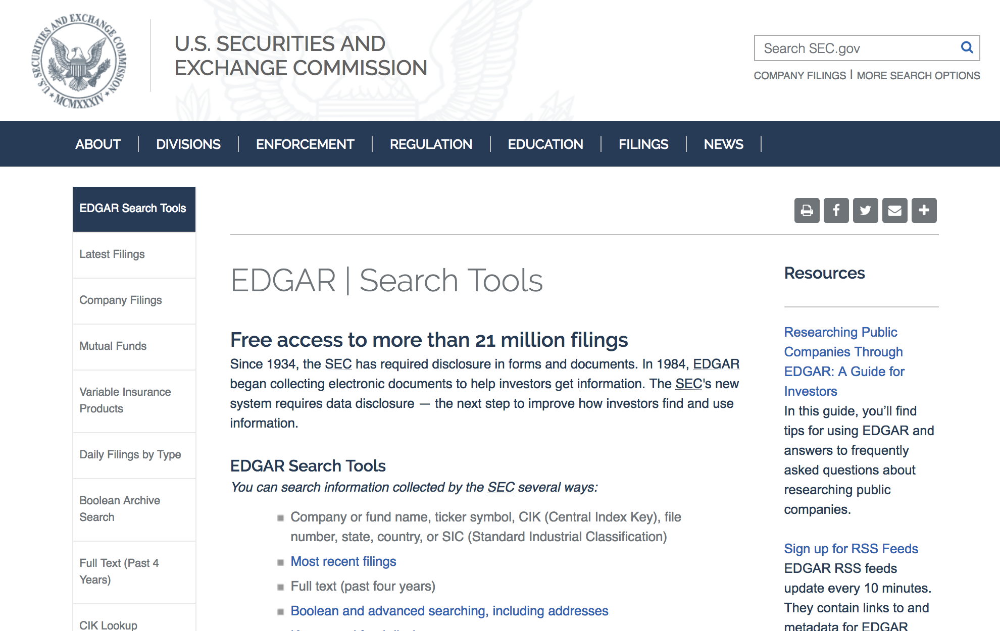 U.S. SECURITIES AND EXCHANGE COMMISSION
MCMXXXIV
U.S. SECURITIES AND
EXCHANGE COMMISSION
Search SEC.gov
COMPANY FILINGS | MORE SEARCH OPTIONS
ABOUT
DIVISIONS
ENFORCEMENT
REGULATION
EDUCATION
FILINGS
NEWS
EDGAR Search Tools
Latest Filings
Company Filings
Mutual Funds
Variable Insurance
Products
Daily Filings by Type
Boolean Archive
Search
Full Text (Past 4
Years)
CIK Lookup
EDGAR | Search Tools
Free access to more than 21 million filings
Since 1934, the SEC has required disclosure in forms and documents. In 1984, EDGAR
began collecting electronic documents to help investors get information. The SEC's new
system requires data disclosure — the next step to improve how investors find and use
information.
EDGAR Search Tools
You can search information collected by the SEC several ways:
Company or fund name, ticker symbol, CIK (Central Index Key), file
number, state, country, or SIC (Standard Industrial Classification)
Most recent filings
Full text (past four years)
Boolean and advanced searching, including addresses
Resources
Researching Public
Companies Through
EDGAR: A Guide for
Investors
In this guide, you’ll find
tips for using EDGAR and
answers to frequently
asked questions about
researching public
companies.
Sign up for RSS Feeds
EDGAR RSS feeds
update every 10 minutes.
They contain links to and
metadata for EDGAR